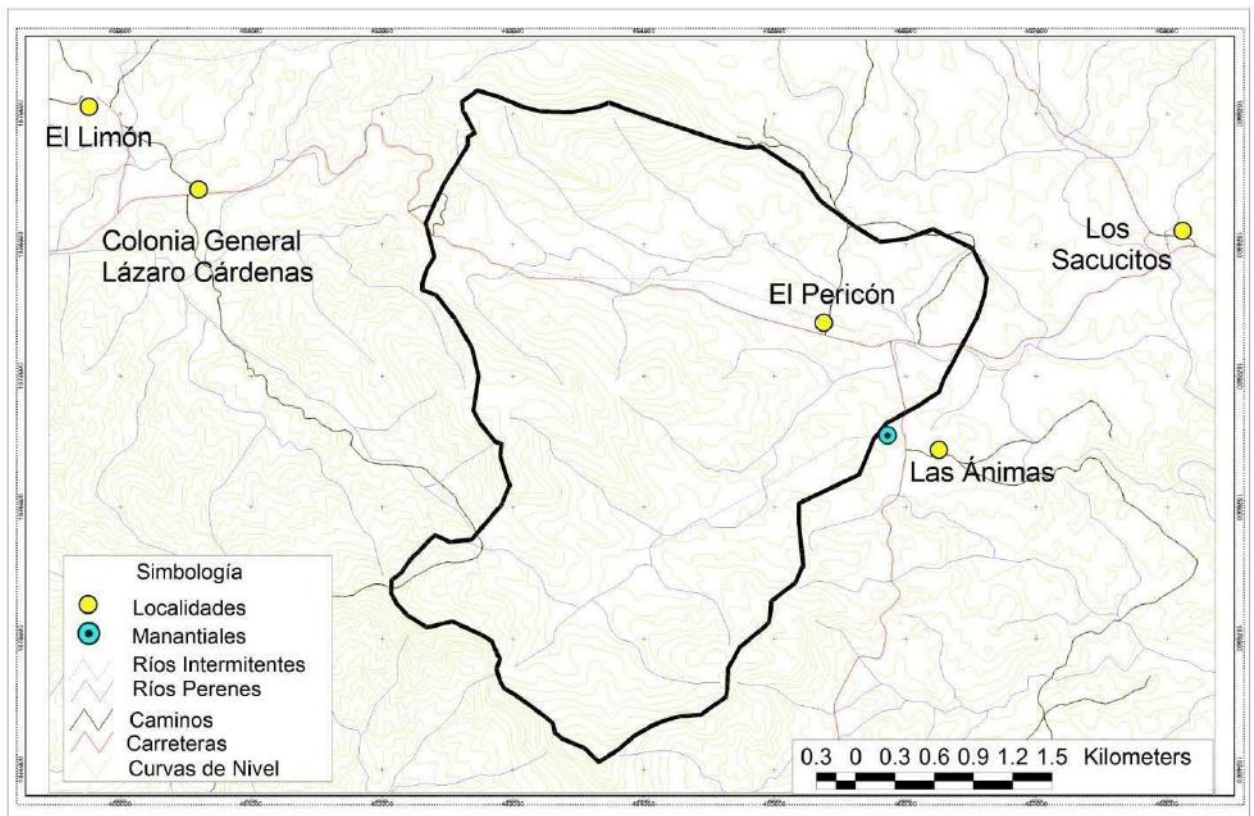 El Limón
Colonia General
Lázaro Cárdenas
Los
Sacucitos
El Pericón
Las Ánimas
Simbología
Localidades
Manantiales
Ríos Intermitentes
Ríos Perenes
Caminos
Carreteras
Curvas de Nivel
0.3 0 0.3 0.6 0.9 1.2 1.5 Kilometers